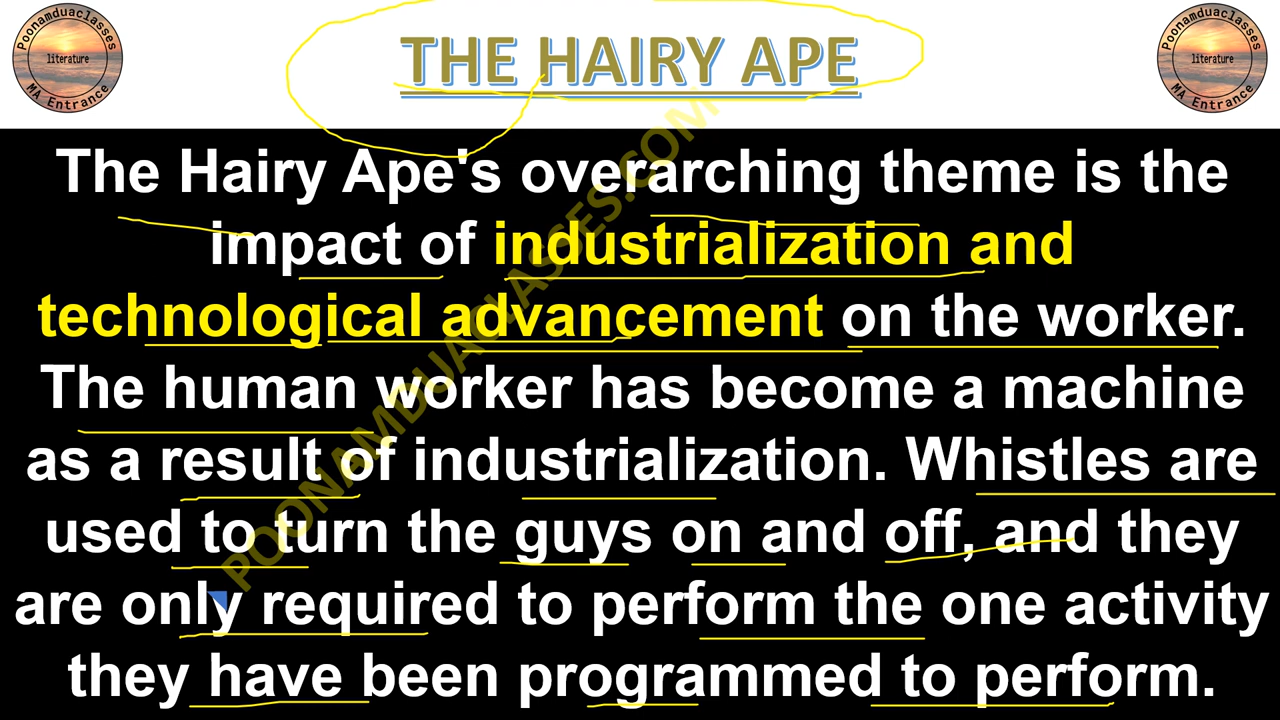 Poonamduaclasses
literature
MA Entrance
THE HAIRY APE
Poonamduaclasses
literature
MA Entrance
The Hairy Ape's overarching theme is the
impact of industrialization and
technological advancement on the worker.
The human worker has become a machine
as a result of industrialization. Whistles are
used to turn the guys on and off, and they
are only required to perform the one activity
they have been programmed to perform.
POONAMDUACLASSES.COM